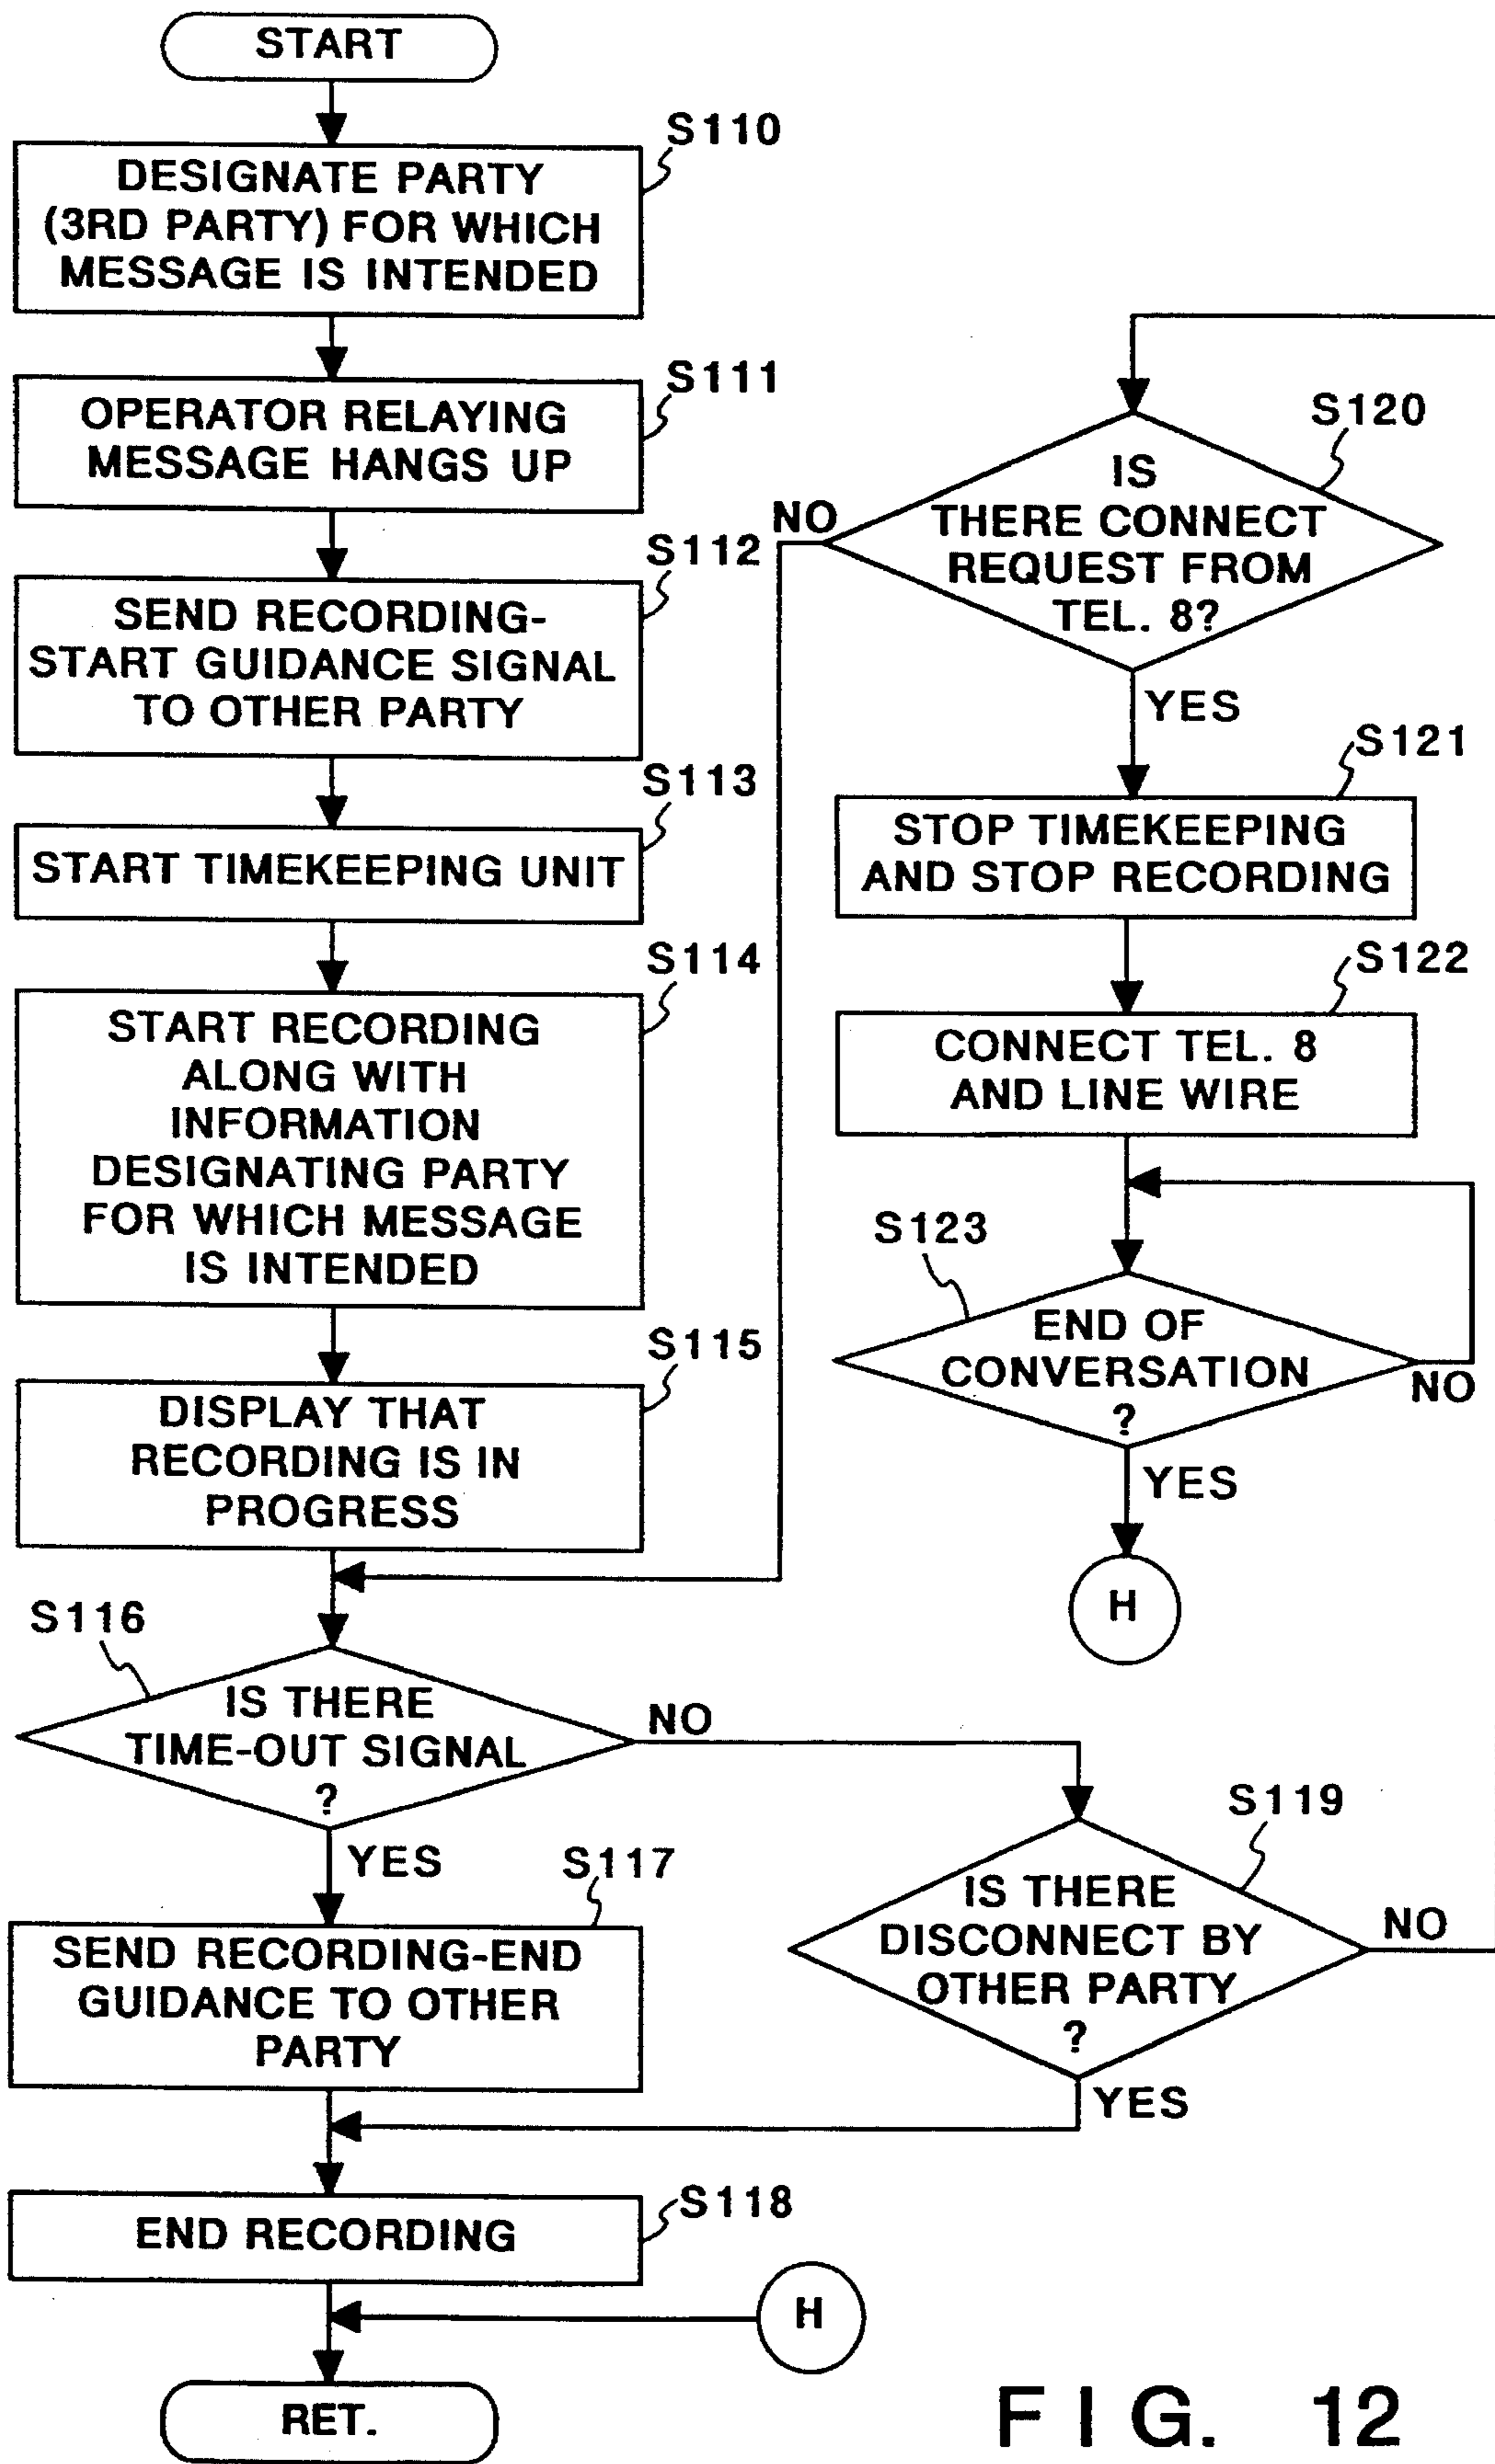 START
S110
DESIGNATE PARTY
(3RD PARTY) FOR WHICH
MESSAGE IS INTENDED
S111
OPERATOR RELAYING
MESSAGE HANGS UP
S112
SEND RECORDING-
START GUIDANCE SIGNAL
TO OTHER PARTY
S113
START TIMEKEEPING UNIT
S114
START RECORDING
ALONG WITH
INFORMATION
DESIGNATING PARTY
FOR WHICH MESSAGE
IS INTENDED
S115
DISPLAY THAT
RECORDING IS IN
PROGRESS
S116
IS THERE
TIME-OUT SIGNAL
?
NO
YES
S117
SEND RECORDING-END
GUIDANCE TO OTHER
PARTY
S118
END RECORDING
H
RET.
S119
IS THERE
DISCONNECT BY
OTHER PARTY
?
NO
YES
S120
IS
THERE CONNECT
REQUEST FROM
TEL. 8?
NO
YES
S121
STOP TIMEKEEPING
AND STOP RECORDING
S122
CONNECT TEL. 8
AND LINE WIRE
S123
END OF
CONVERSATION
?
NO
YES
H
FIG. 12